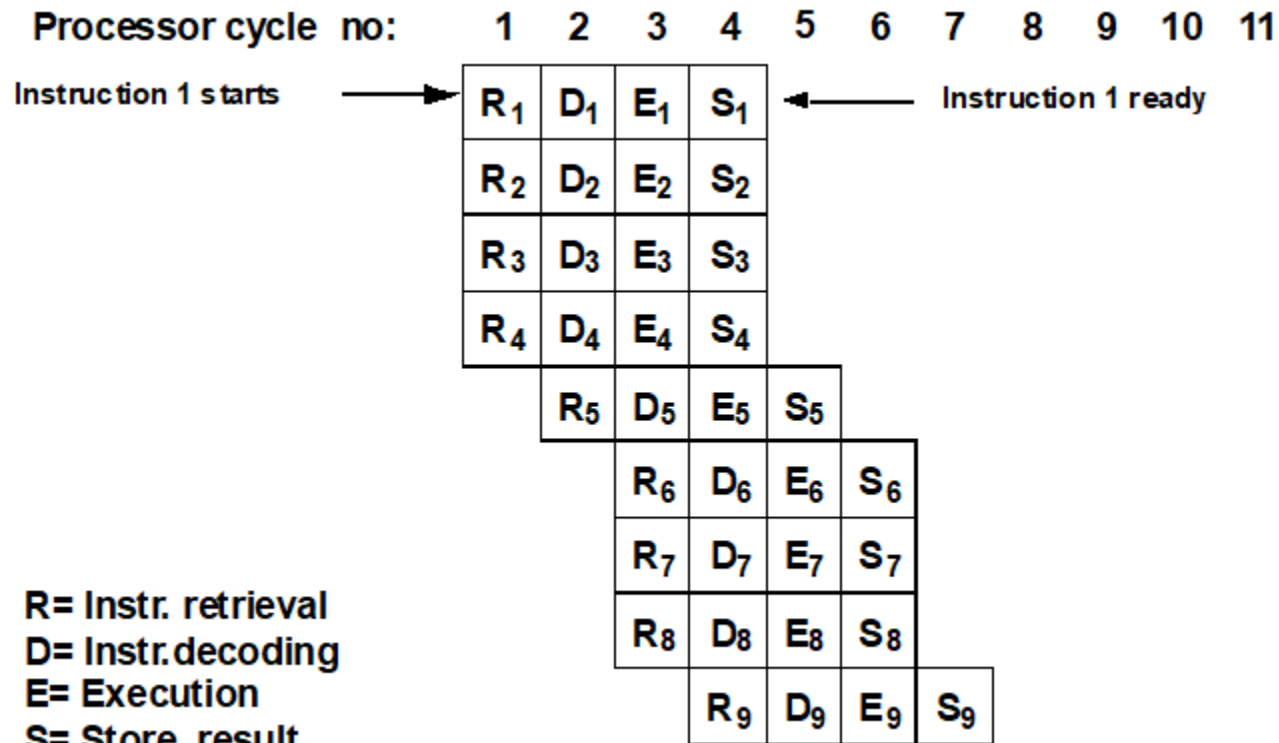 Processor cycle no: 1 2 3 4 5 6 7 8 9 10 11
Instruction 1 starts R1 D1 E1 S1 Instruction 1 ready
R2 D2 E2 S2
R3 D3 E3 S3
R4 D4 E4 S4
R5 D5 E5 S5
R6 D6 E6 S6
R7 D7 E7 S7
R= Instr. retrieval
R8 D8 E8 S8
D= Instr.decoding
E= Execution
R9 D9 E9 S9
S= Store result